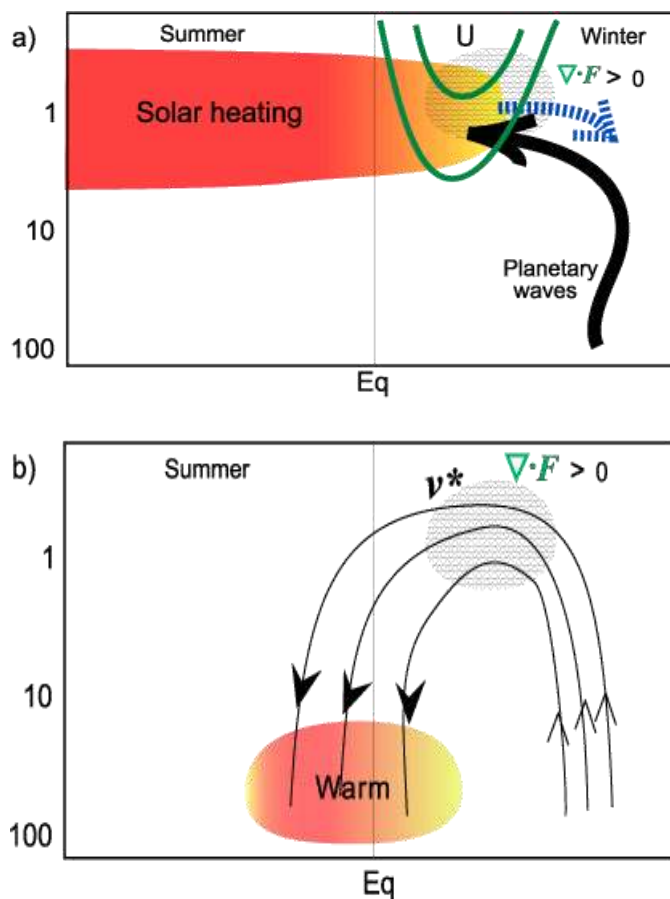 a)
Summer
U
Winter
∇·F > 0
Solar heating
1
10
Planetary
waves
100
Eq
b)
Summer
∇·F > 0
v*
1
10
Warm
100
Eq